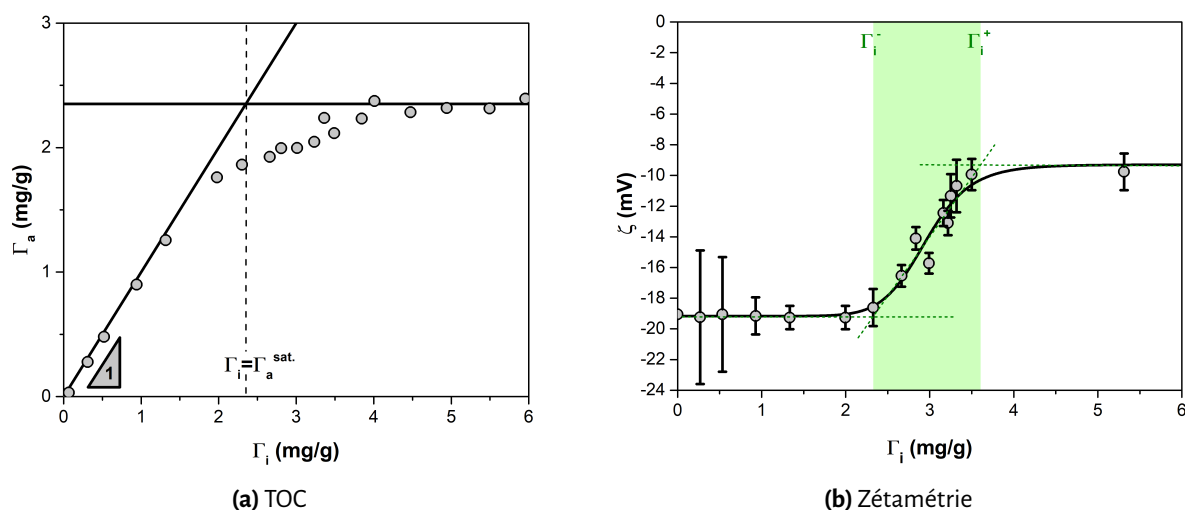 3
2
1
0
Γa (mg/g)
1
Γi=Γa sat.
0 1 2 3 4 5 6
Γi (mg/g)
(a) TOC
0
-2
-4
-6
-8
-10
-12
-14
-16
-18
-20
-22
-24
ζ (mV)
Γi- Γi+
0 1 2 3 4 5 6
Γi (mg/g)
(b) Zétamétrie